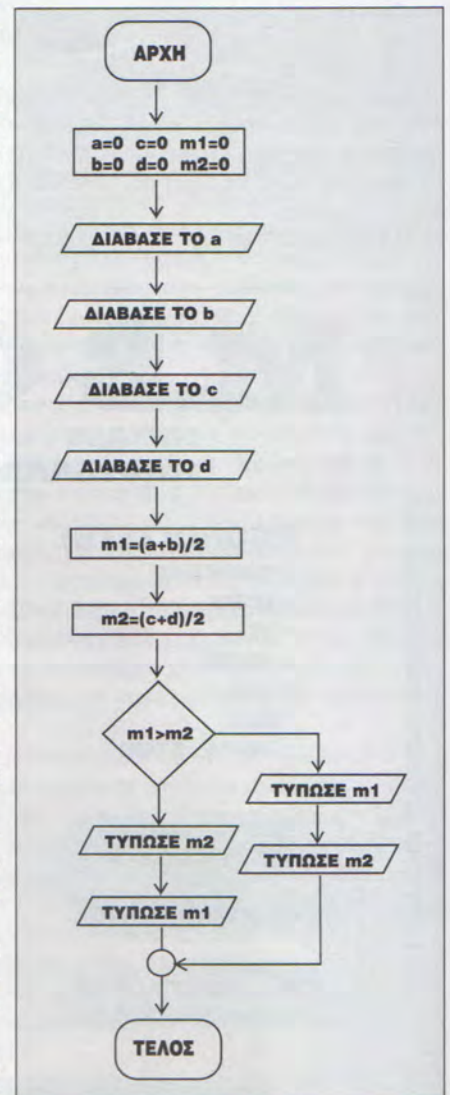 ΑΡΧΗ
a=0 c=0 m1=0
b=0 d=0 m2=0
ΔΙΑΒΑΣΕ ΤΟ a
ΔΙΑΒΑΣΕ ΤΟ b
ΔΙΑΒΑΣΕ ΤΟ c
ΔΙΑΒΑΣΕ ΤΟ d
m1=(a+b)/2
m2=(c+d)/2
m1>m2
ΤΥΠΩΣΕ m1
ΤΥΠΩΣΕ m2
ΤΥΠΩΣΕ m2
ΤΥΠΩΣΕ m1
ΤΕΛΟΣ